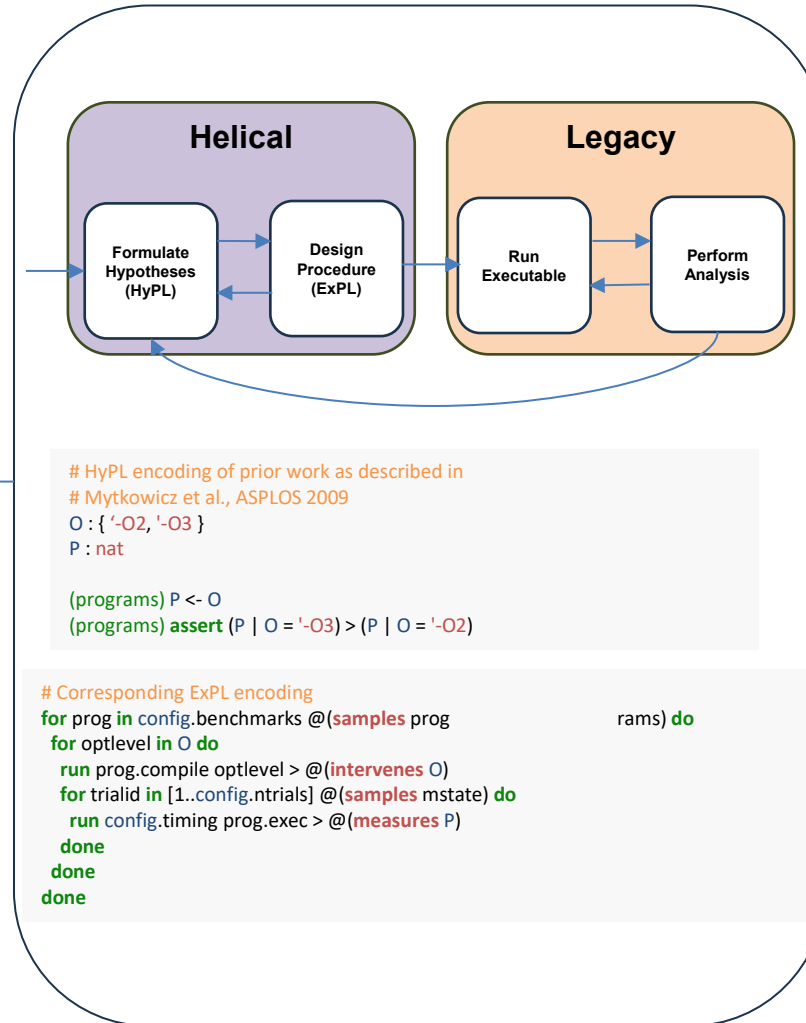 Helical
Legacy
Formulate
Hypotheses
(HyPL)
Design
Procedure
(ExPL)
Run
Executable
Perform
Analysis
# HyPL encoding of prior work as described in
# Mytkowicz et al., ASPLOS 2009
O : { ‘-O2, '-O3 }
P : nat
(programs) P <- O
(programs) assert (P | O = '-O3) > (P | O = '-O2)
# Corresponding ExPL encoding
for prog in config.benchmarks @(samples prog rams) do
for optlevel in O do
run prog.compile optlevel > @(intervenes O)
for trialid in [1..config.ntrials] @(samples mstate) do
run config.timing prog.exec > @(measures P)
done
done
done